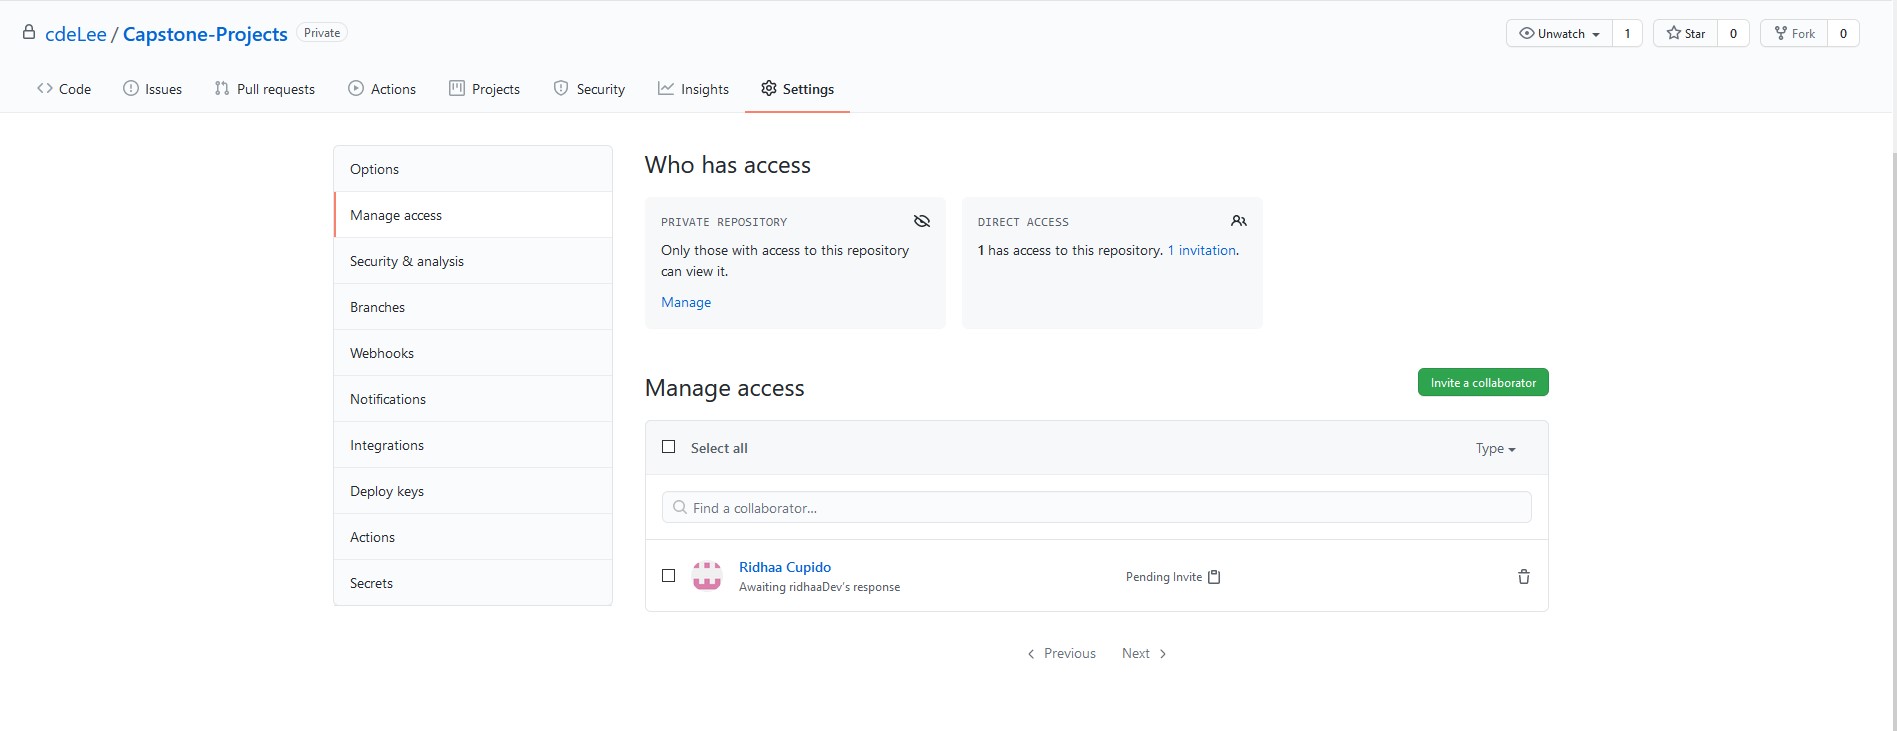 cdeLee / Capstone-Projects Private
Unwatch 1 Star 0 Fork 0
Code Issues Pull requests Actions Projects Security Insights Settings
Options
Manage access
Security & analysis
Branches
Webhooks
Notifications
Integrations
Deploy keys
Actions
Secrets
Who has access
PRIVATE REPOSITORY
Only those with access to this repository
can view it.
Manage
DIRECT ACCESS
1 has access to this repository. 1 invitation.
Manage access
Invite a collaborator
Select all
Type
Find a collaborator...
Ridhaa Cupido
Awaiting ridhaaDev's response
Pending Invite
Previous Next